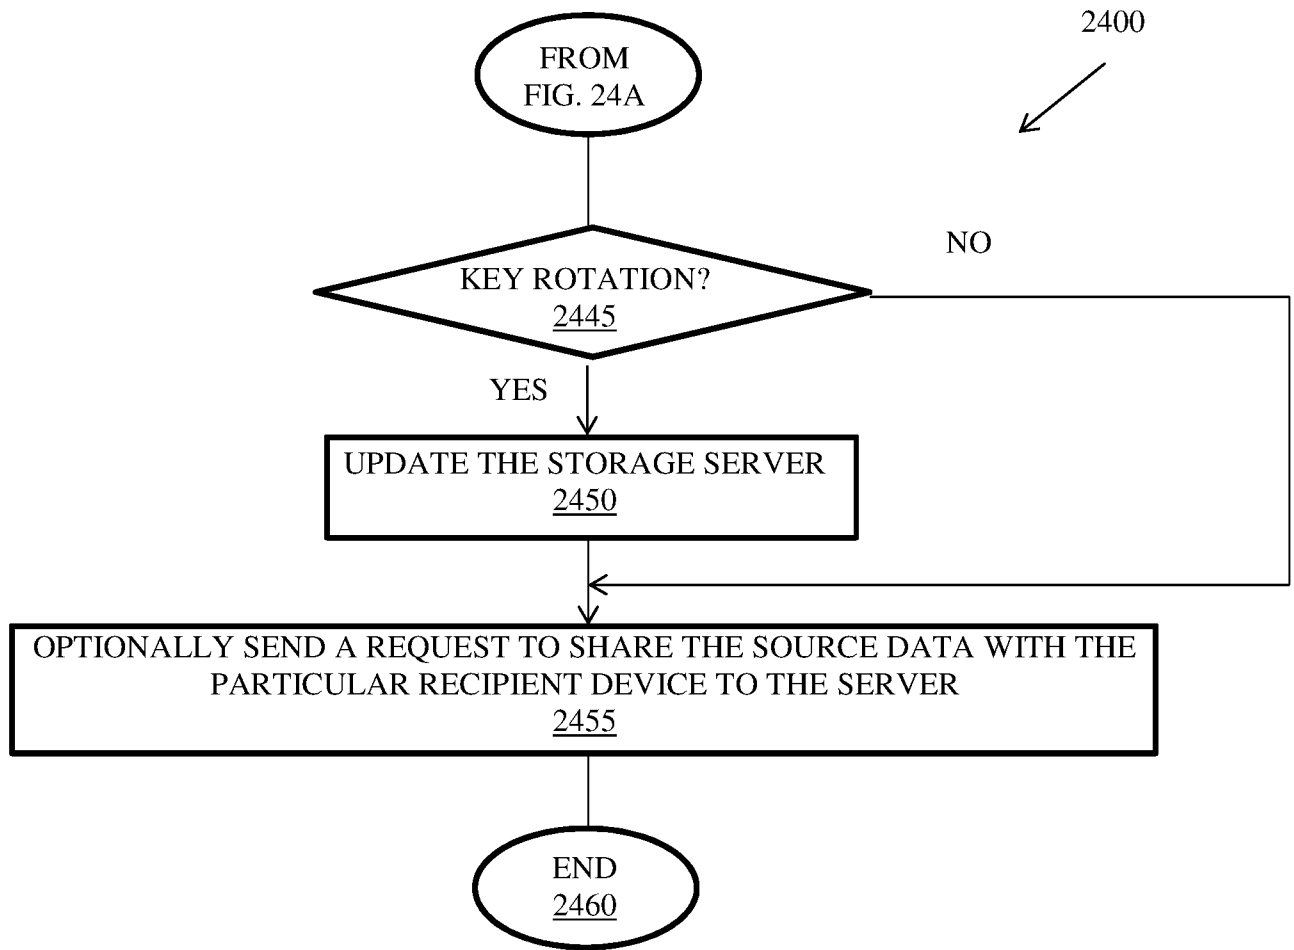 2400
FROM
FIG. 24A
NO
KEY ROTATION?
2445
YES
UPDATE THE STORAGE SERVER
2450
OPTIONALLY SEND A REQUEST TO SHARE THE SOURCE DATA WITH THE
PARTICULAR RECIPIENT DEVICE TO THE SERVER
2455
END
2460